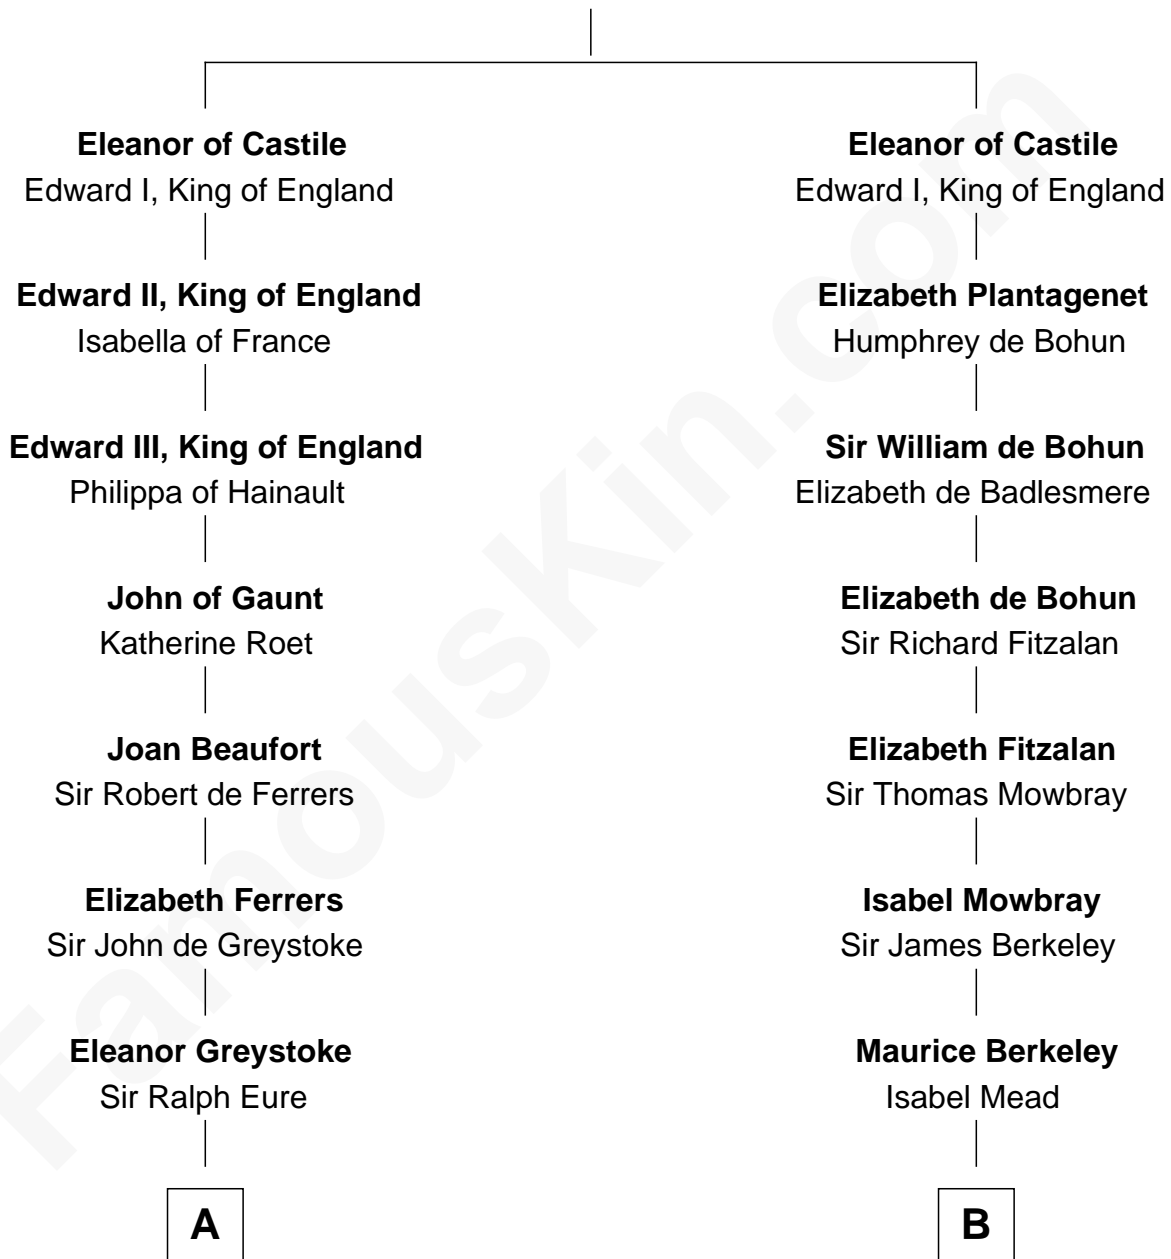 Eleanor of Castile
Edward I, King of England
Edward II, King of England
Isabella of France
Edward III, King of England
Philippa of Hainault
John of Gaunt
Katherine Roet
Joan Beaufort
Sir Robert de Ferrers
Elizabeth Ferrers
Sir John de Greystoke
Eleanor Greystoke
Sir Ralph Eure
A
Eleanor of Castile
Edward I, King of England
Elizabeth Plantagenet
Humphrey de Bohun
Sir William de Bohun
Elizabeth de Badlesmere
Elizabeth de Bohun
Sir Richard Fitzalan
Elizabeth Fitzalan
Sir Thomas Mowbray
Isabel Mowbray
Sir James Berkeley
Maurice Berkeley
Isabel Mead
B
FamousKin.com